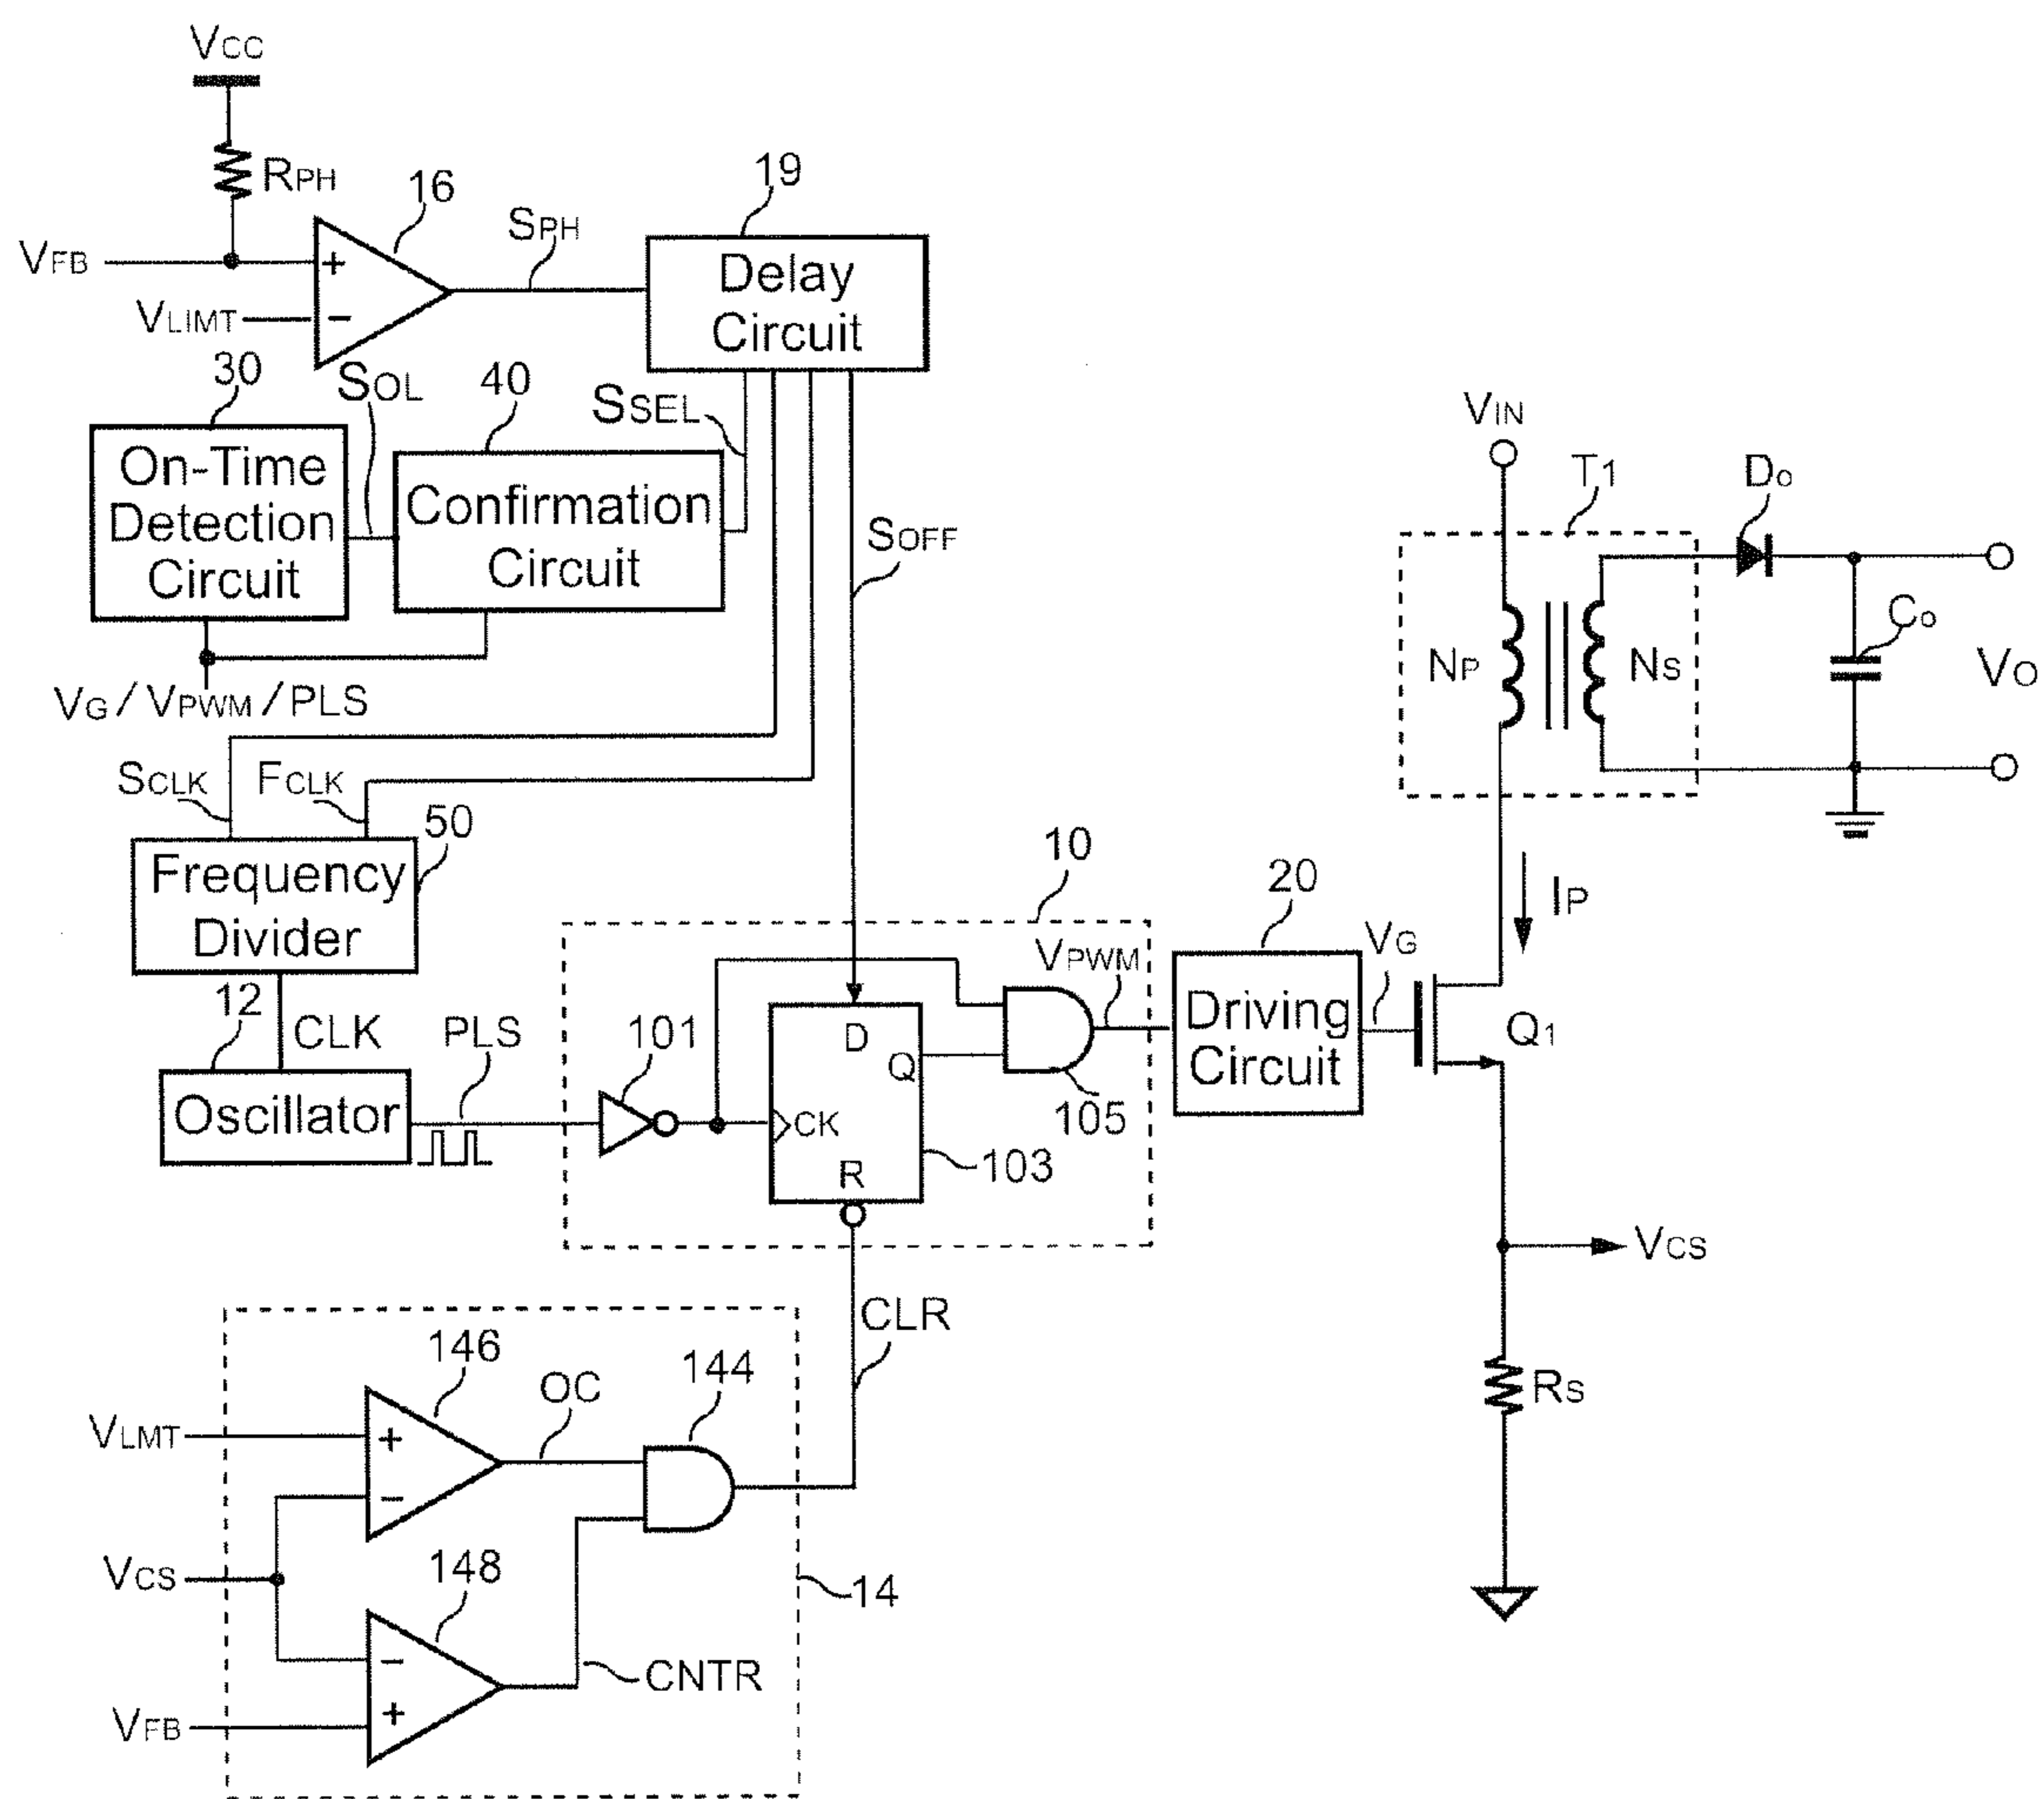 VCC
RPH
16
19
SPH
VFB
+
VLIMT
−
Delay
Circuit
30
SOL
40
SSEL
On-Time
Detection
Circuit
Confirmation
Circuit
SOFF
VG / VPWM / PLS
SCLK
FCLK
50
Frequency
Divider
12
CLK
Oscillator
PLS
10
101
D
Q
CK
R
103
VPWM
105
20
Driving
Circuit
VG
Q1
IP
VIN
T1
NP
NS
Do
Co
VO
VCS
RS
CLR
146
OC
144
VLMT
+
−
VCS
148
−
+
VFB
CNTR
14